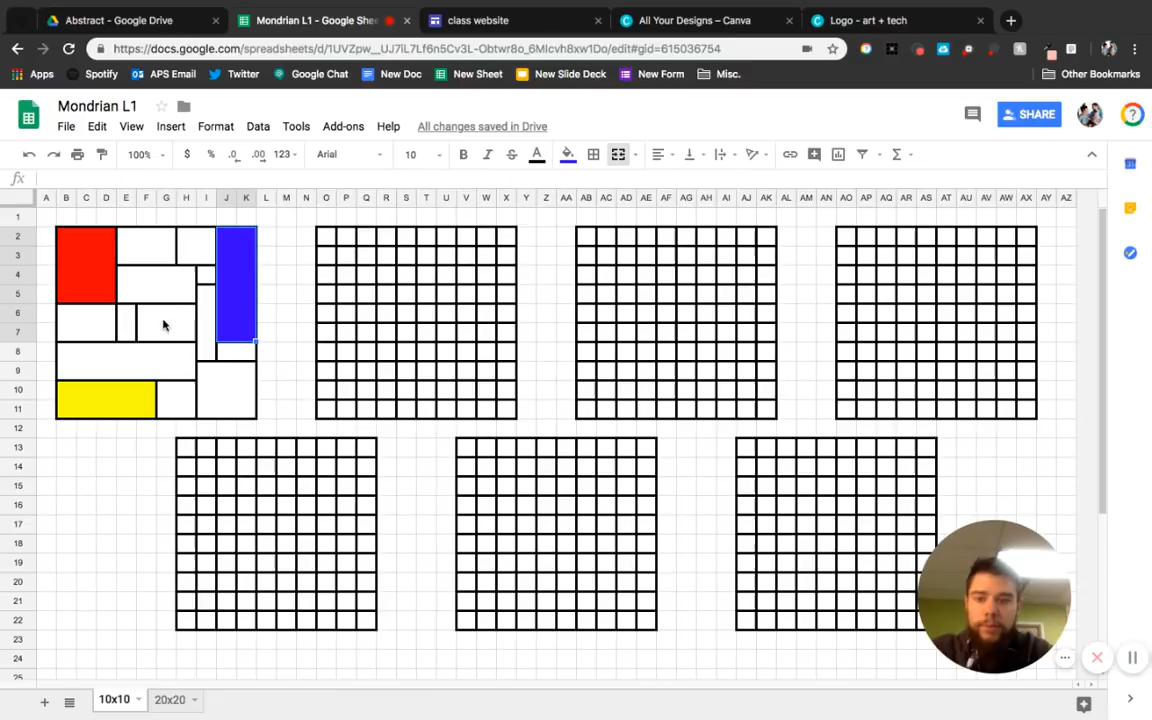 Abstract - Google Drive
Mondrian L1 - Google Shee
class website
All Your Designs – Canva
Logo - art + tech
https://docs.google.com/spreadsheets/d/1UVZpw__UJ7iL7Lf6n5Cv3L-Obtwr8o_6MIcvh8xw1Do/edit#gid=615036754
Apps
Spotify
APS Email
Twitter
Google Chat
New Doc
New Sheet
New Slide Deck
New Form
Misc.
Other Bookmarks
Mondrian L1
File Edit View Insert Format Data Tools Add-ons Help All changes saved in Drive
SHARE
100% $ % .0 .00 123 Arial 10 B I S A
fx
A B C D E F G H I J K L M N O P Q R S T U V W X Y Z AA AB AC AD AE AF AG AH AI AJ AK AL AM AN AO AP AQ AR AS AT AU AV AW AX AY AZ
1
2
3
4
5
6
7
8
9
10
11
12
13
14
15
16
17
18
19
20
21
22
23
24
25
10x10
20x20